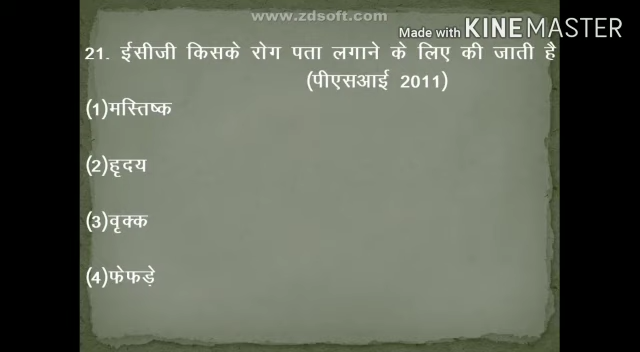 www.zdsoft.com
Made with KINEMASTER
21. ईसीजी किसके रोग पता लगाने के लिए की जाती है
(पीएसआई 2011)
(1)मस्तिष्क
(2)हृदय
(3)वृक्क
(4)फेफड़े